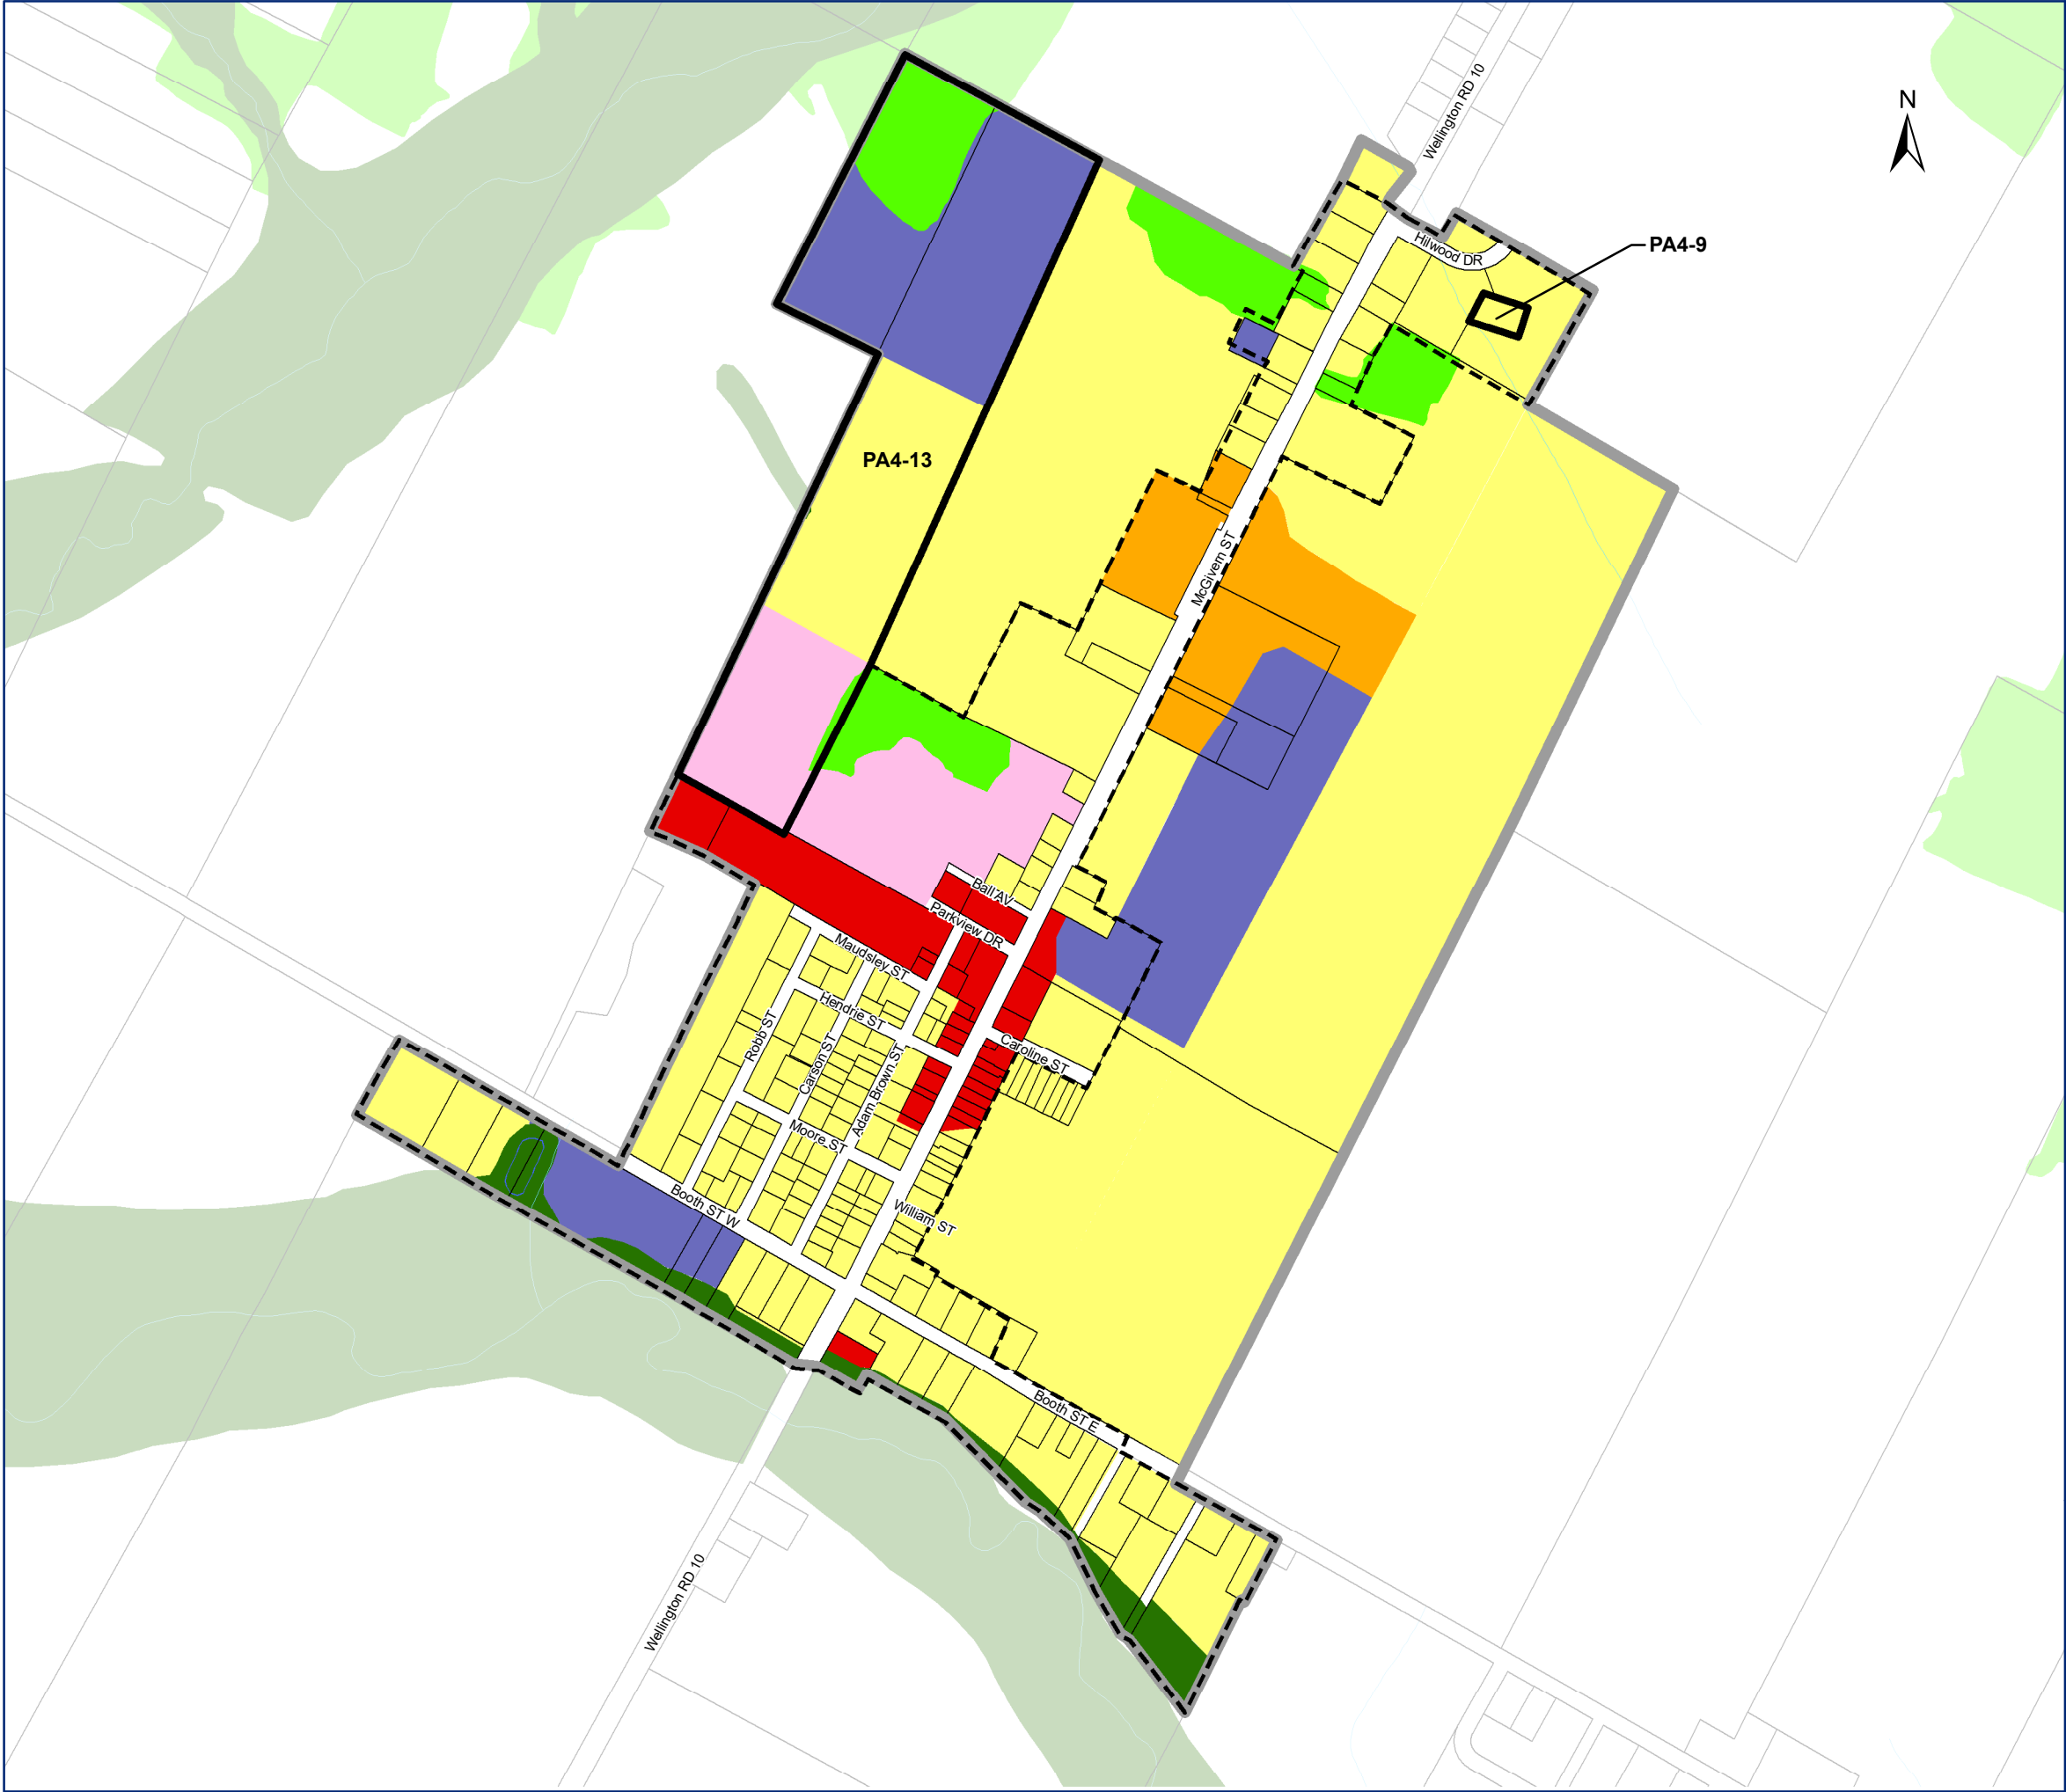 Wellington RD 10
N
Hilwood DR
PA4-9
PA4-13
McGivern ST
Ball AV
Parkview DR
Maudsley ST
Hendrie ST
Robb ST
Carson ST
Adam Brown ST
Caroline ST
Moore ST
Booth ST W
William ST
Booth ST E
Wellington RD 10